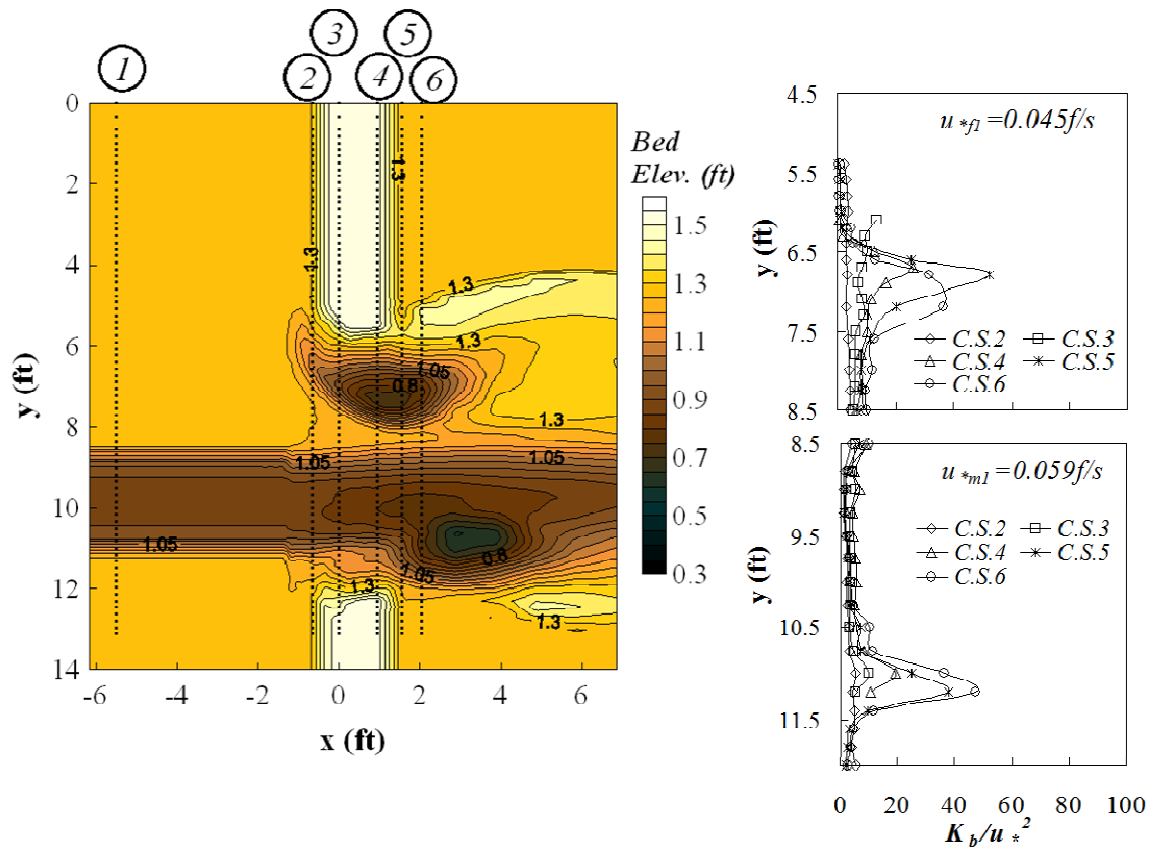 1
2
3
4
5
6
0
2
4
6
8
10
12
14
y (ft)
-6
-4
-2
0
2
4
6
x (ft)
1.3
1.3
1.3
1.3
1.05
0.8
1.3
1.05
1.05
1.05
0.8
1.05
1.3
1.3
Bed
Elev. (ft)
1.5
1.3
1.1
0.9
0.7
0.5
0.3
4.5
5.5
6.5
7.5
8.5
y (ft)
u*f1=0.045f/s
C.S.2
C.S.3
C.S.4
C.S.5
C.S.6
8.5
9.5
10.5
11.5
y (ft)
u*m1=0.059f/s
C.S.2
C.S.3
C.S.4
C.S.5
C.S.6
0 20 40 60 80 100
Kb/u*2